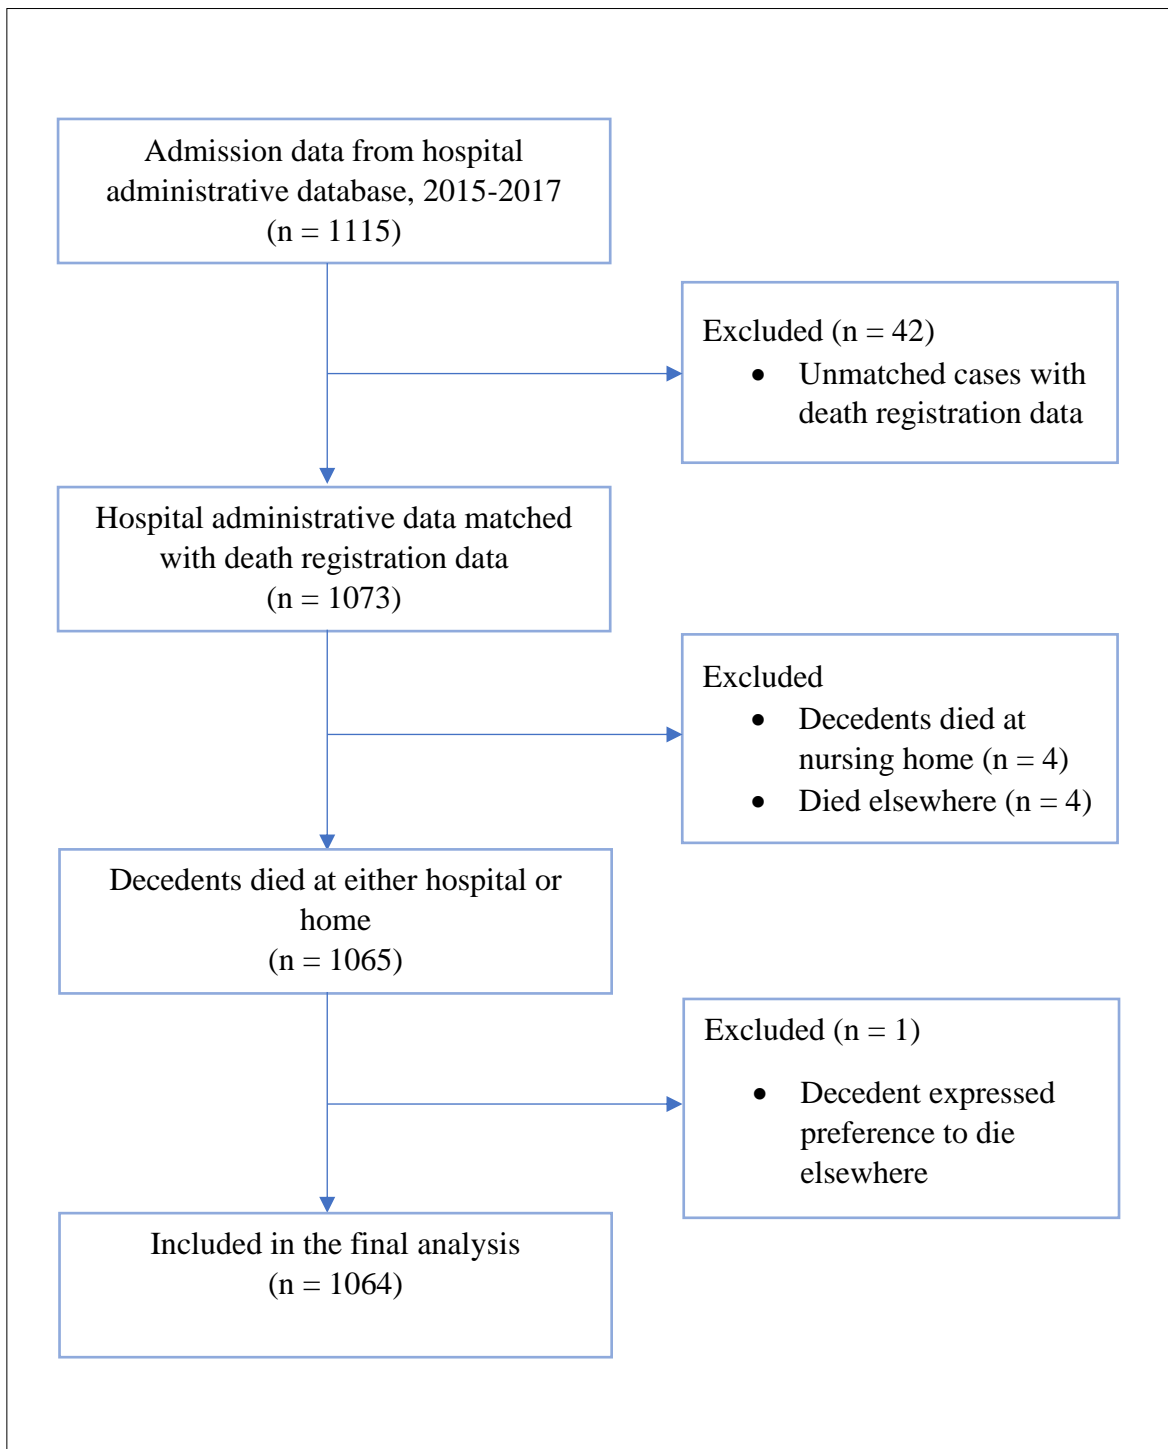 Admission data from hospital
administrative database, 2015-2017
(n = 1115)
Excluded (n = 42)
• Unmatched cases with
death registration data
Hospital administrative data matched
with death registration data
(n = 1073)
Excluded
• Decedents died at
nursing home (n = 4)
• Died elsewhere (n = 4)
Decedents died at either hospital or
home
(n = 1065)
Excluded (n = 1)
• Decedent expressed
preference to die
elsewhere
Included in the final analysis
(n = 1064)